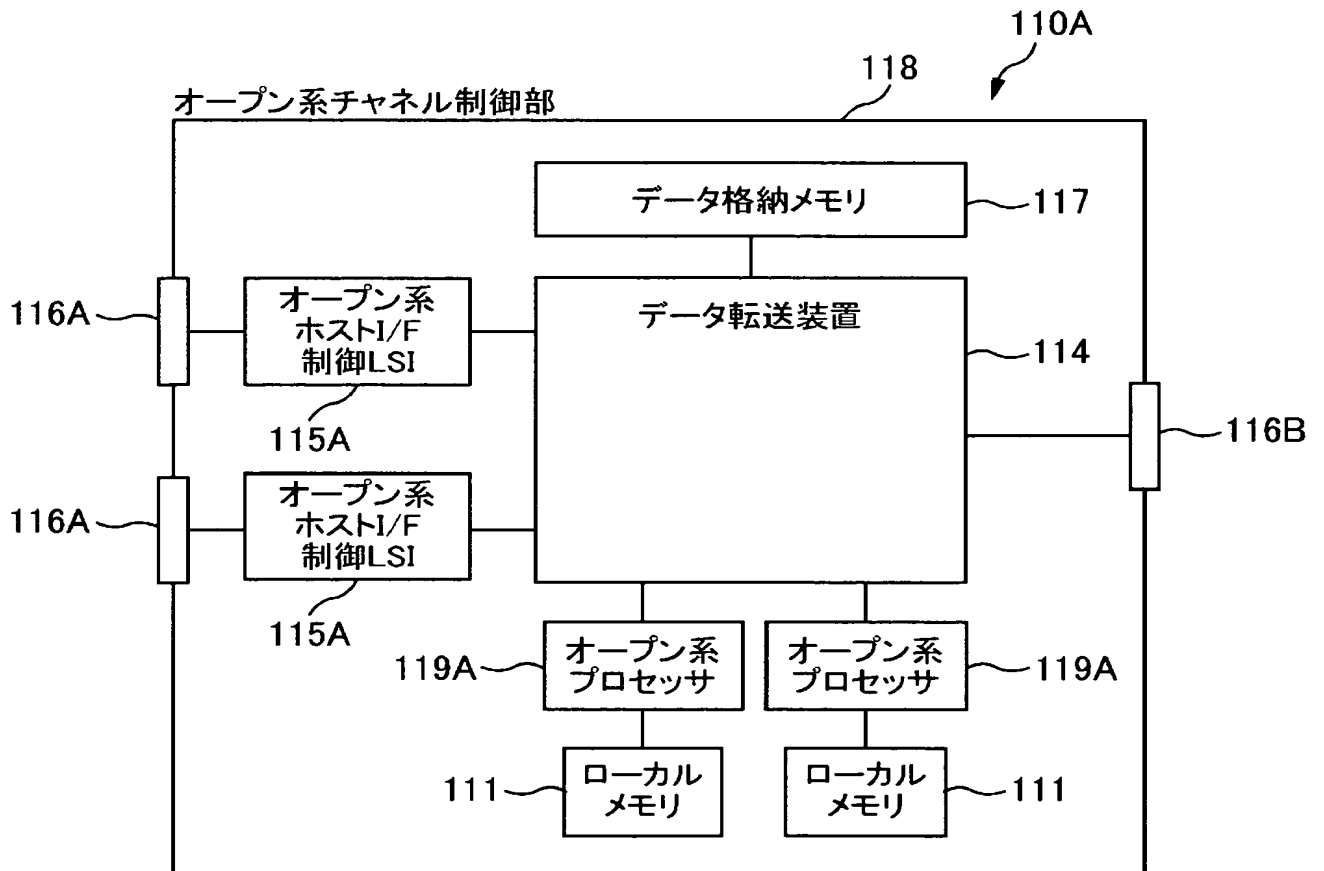 110A
118
オープン系チャネル制御部
データ格納メモリ
117
116A
オープン系
ホストI/F
制御LSI
115A
データ転送装置
114
116B
116A
オープン系
ホストI/F
制御LSI
115A
119A
オープン系
プロセッサ
オープン系
プロセッサ
119A
111
ローカル
メモリ
ローカル
メモリ
111